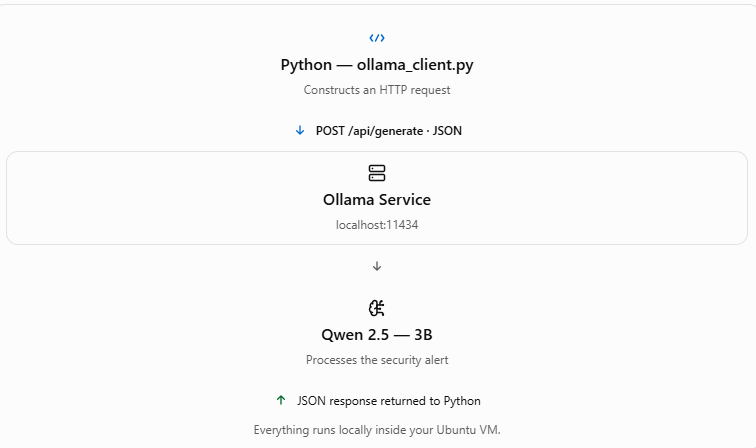 Python — ollama_client.py
Constructs an HTTP request
↓ POST /api/generate · JSON
Ollama Service
localhost:11434
↓
Qwen 2.5 — 3B
Processes the security alert
↑ JSON response returned to Python
Everything runs locally inside your Ubuntu VM.